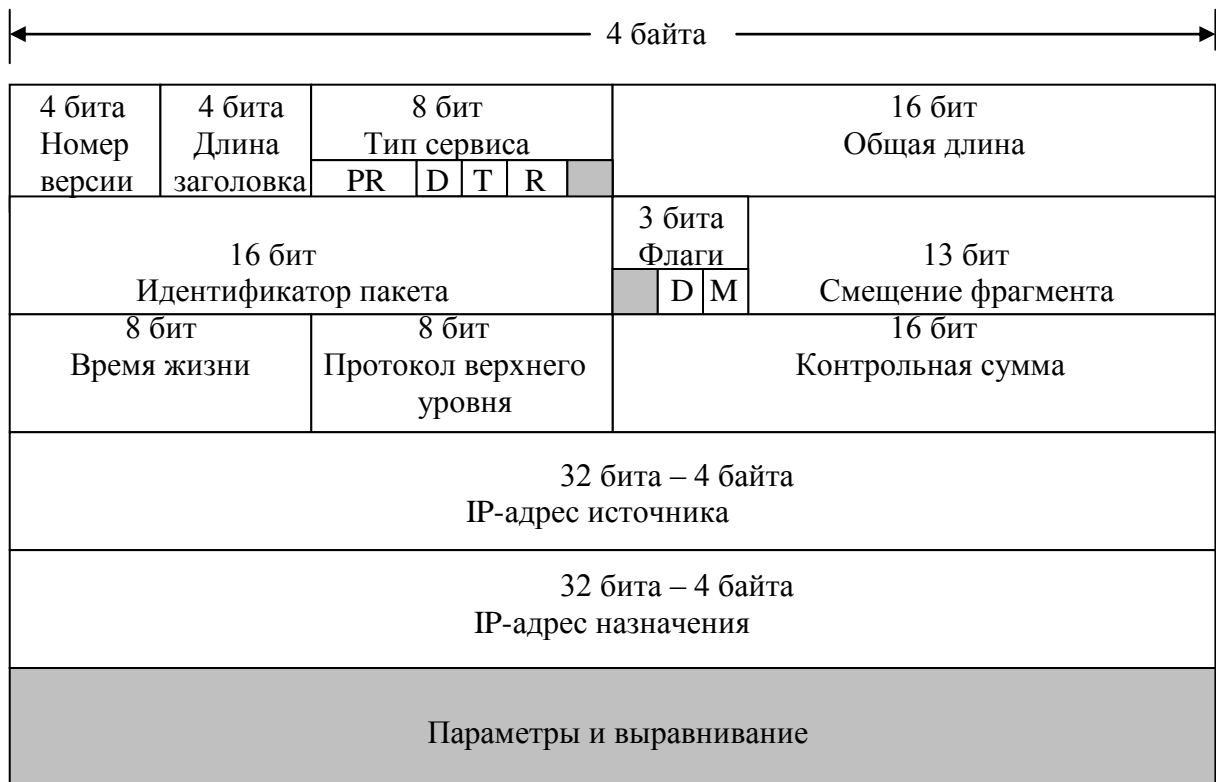 4 байта
4 бита
Номер
версии
4 бита
Длина
заголовка
8 бит
Тип сервиса
PR D T R
16 бит
Общая длина
16 бит
Идентификатор пакета
3 бита
Флаги
D M
13 бит
Смещение фрагмента
8 бит
Время жизни
8 бит
Протокол верхнего
уровня
16 бит
Контрольная сумма
32 бита – 4 байта
IP-адрес источника
32 бита – 4 байта
IP-адрес назначения
Параметры и выравнивание